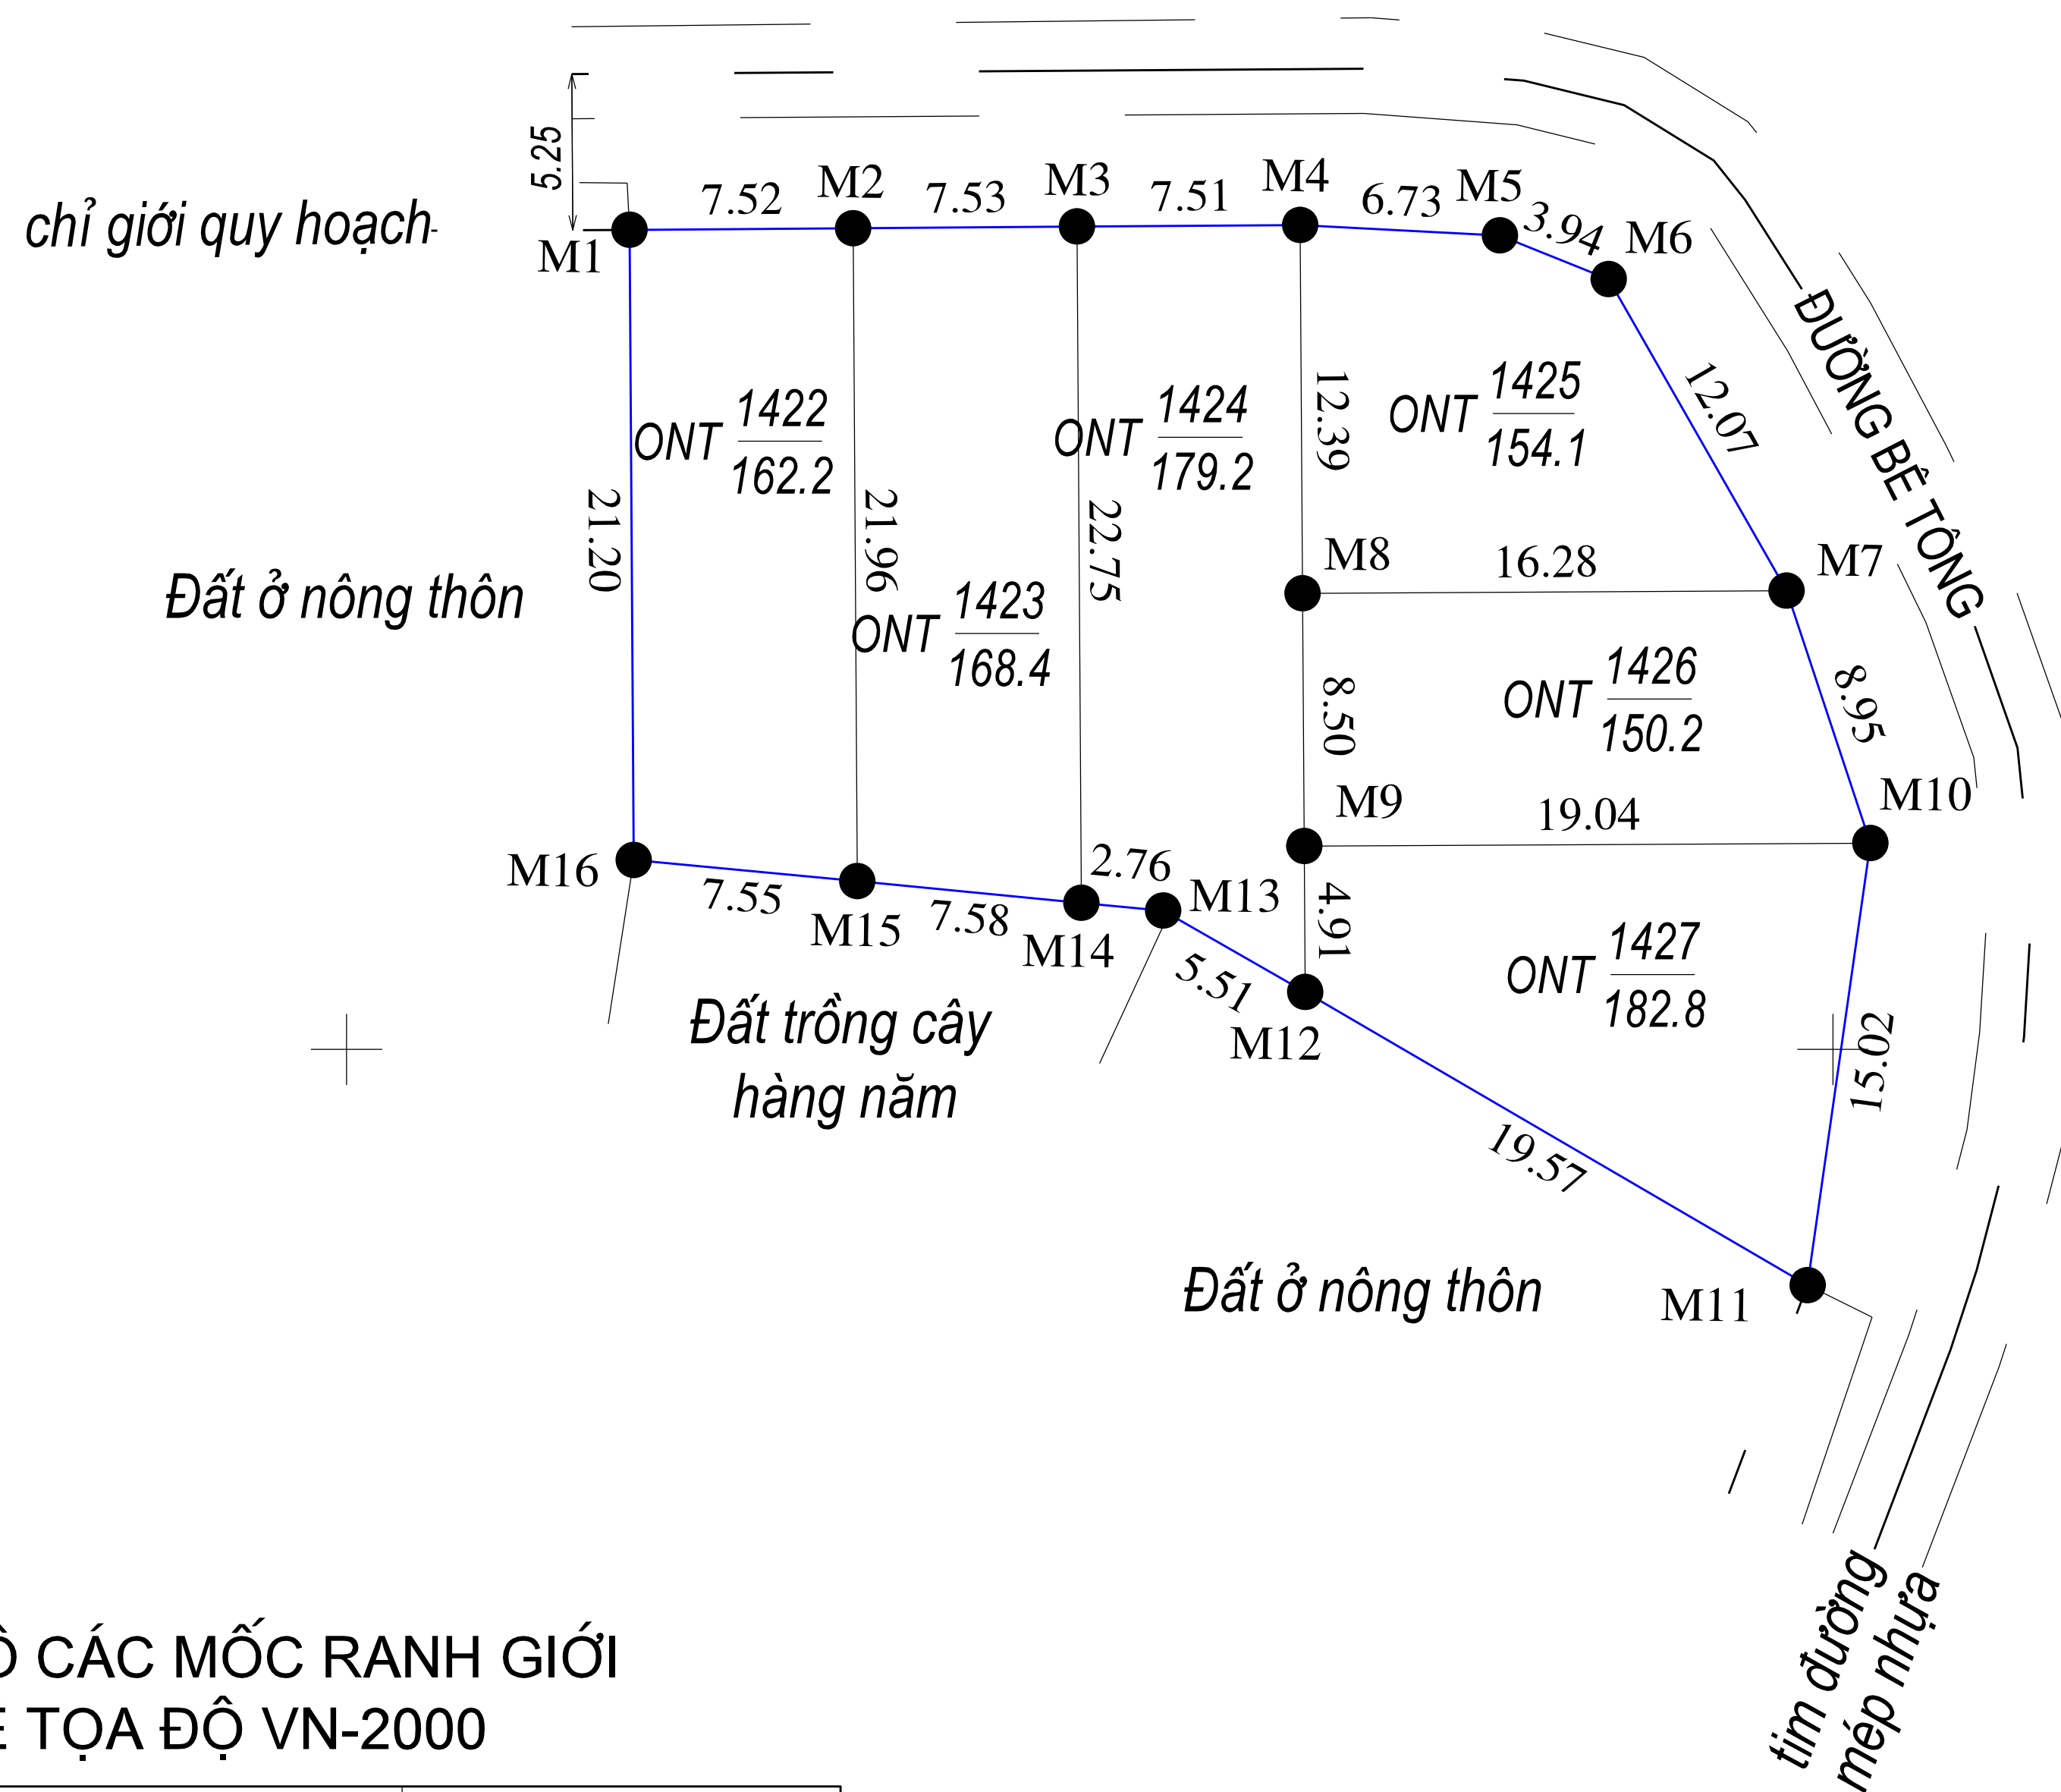 5.25
7.52
M2
7.53
M3
7.51
M4
6.73
M5
3.94
M6
chỉ giới quy hoạch
M1
ĐƯỜNG BÊ TÔNG
ONT 1422
162.2
ONT 1424
179.2
12.39
ONT 1425
154.1
12.07
21.20
21.96
22.75
Đất ở nông thôn
ONT 1423
168.4
M8
16.28
M7
8.50
ONT 1426
150.2
8.95
M9
19.04
M10
M16
7.55
M15
7.58
M14
2.76
M13
4.91
5.51
M12
ONT 1427
182.8
15.02
Đất trồng cây
hàng năm
19.57
Đất ở nông thôn
M11
CÁC MỐC RANH GIỚI
TỌA ĐỘ VN-2000
tim đường
mép nhựa